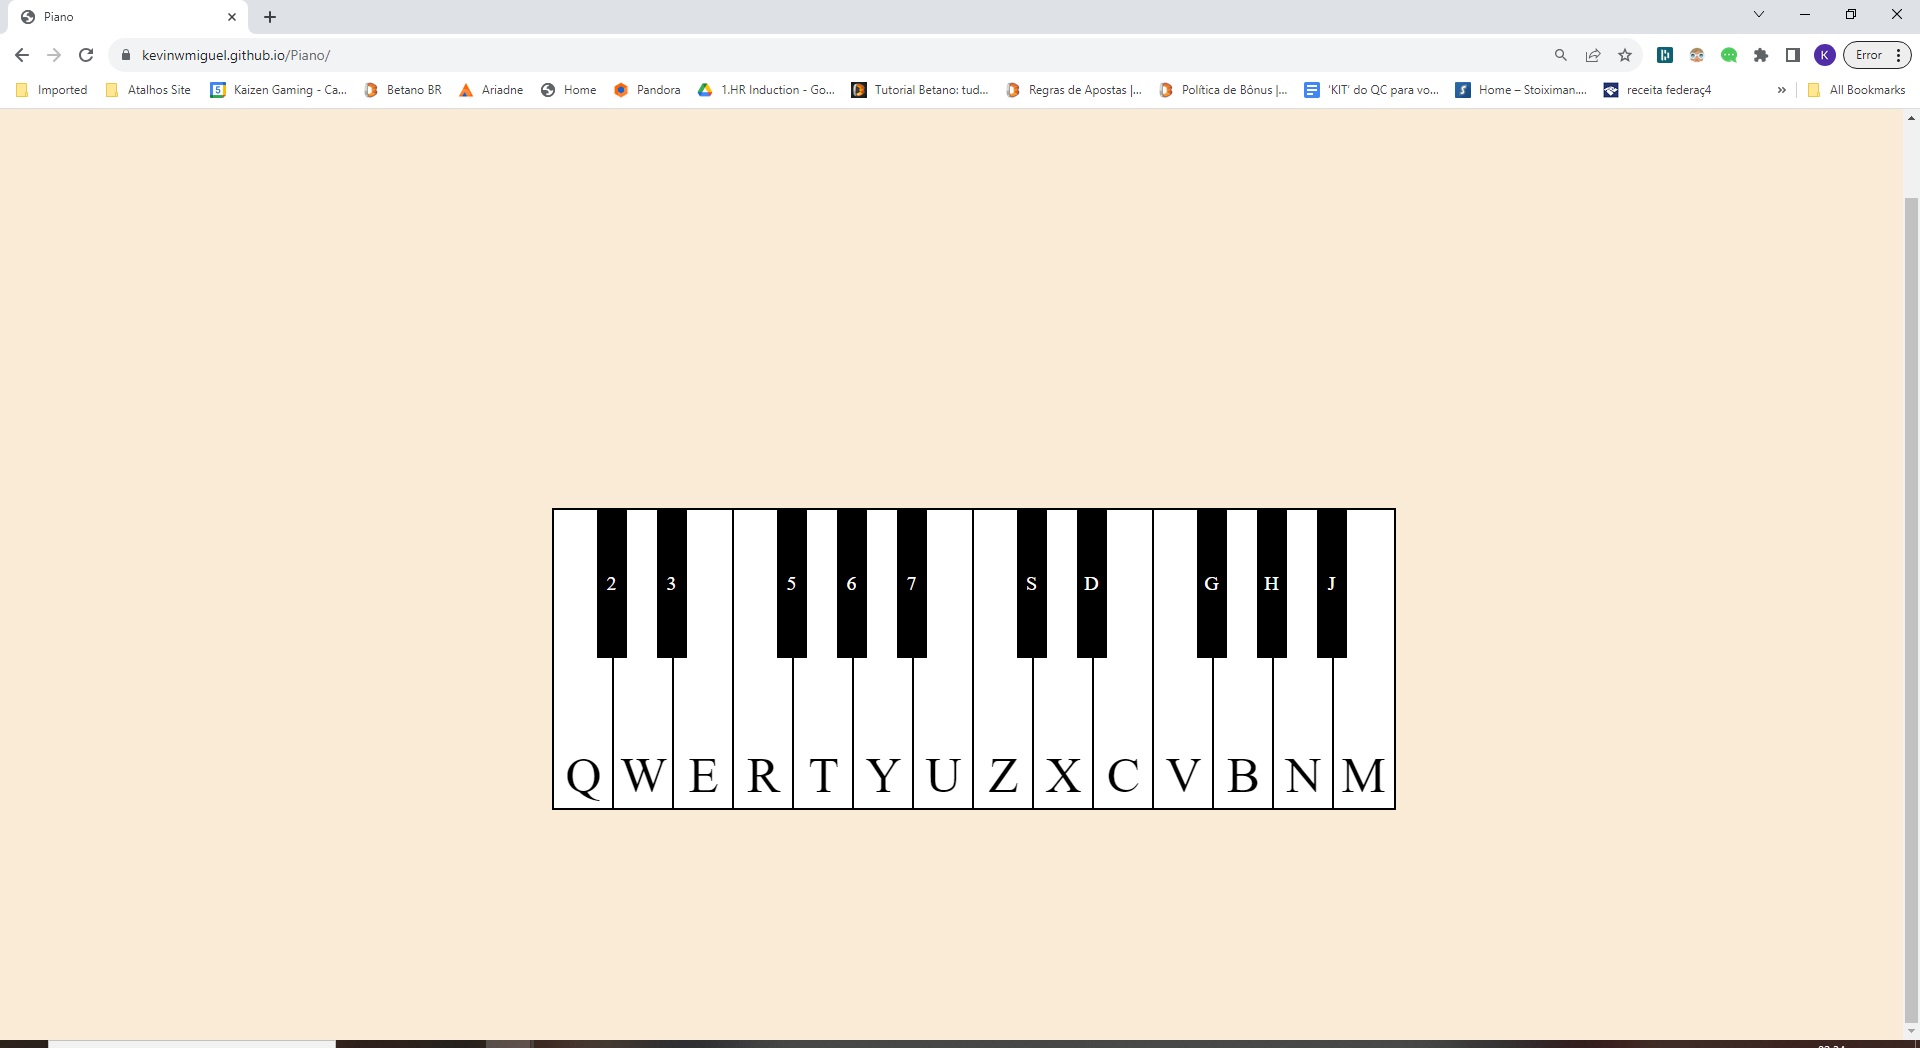 Piano
kevinwmiguel.github.io/Piano/
K
Error
Imported
Atalhos Site
5
Kaizen Gaming - Ca...
Betano BR
Ariadne
Home
Pandora
1.HR Induction - Go...
Tutorial Betano: tud...
Regras de Apostas |...
Política de Bônus |...
'KIT' do QC para vo...
Home – Stoiximan....
receita federaç4
»
All Bookmarks
2 3 5 6 7 S D G H J
Q W E R T Y U Z X C V B N M